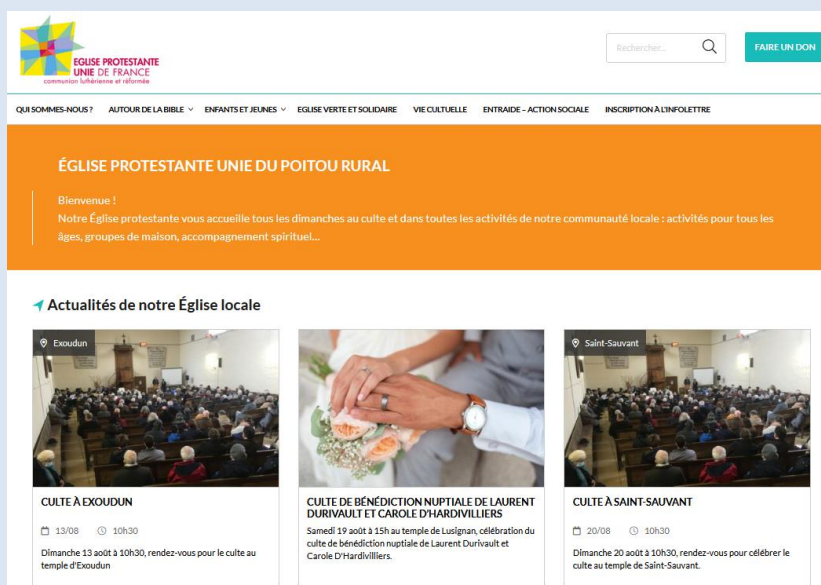 EGLISE PROTESTANTE
UNIE DE FRANCE
communion luthérienne et réformée
Rechercher...
FAIRE UN DON
QUI SOMMES-NOUS ?
AUTOUR DE LA BIBLE
ENFANTS ET JEUNES
EGLISE VERTE ET SOLIDAIRE
VIE CULTUELLE
ENTRAIDE – ACTION SOCIALE
INSCRIPTION À L'INFOLETTRE
ÉGLISE PROTESTANTE UNIE DU POITOU RURAL
Bienvenue !
Notre Église protestante vous accueille tous les dimanches au culte et dans toutes les activités de notre communauté locale : activités pour tous les
âges, groupes de maison, accompagnement spirituel...
Actualités de notre Église locale
Exoudun
CULTE À EXOUDUN
13/08 10h30
Dimanche 13 août à 10h30, rendez-vous pour le culte au
temple d'Exoudun
CULTE DE BÉNÉDICTION NUPTIALE DE LAURENT
DURIVAULT ET CAROLE D'HARDIVILLIERS
Samedi 19 août à 15h au temple de Lusignan, célébration du
culte de bénédiction nuptiale de Laurent Durivault et
Carole D'Hardivilliers.
Saint-Sauvant
CULTE À SAINT-SAUVANT
20/08 10h30
Dimanche 20 août à 10h30, rendez-vous pour célébrer le
culte au temple de Saint-Sauvant.